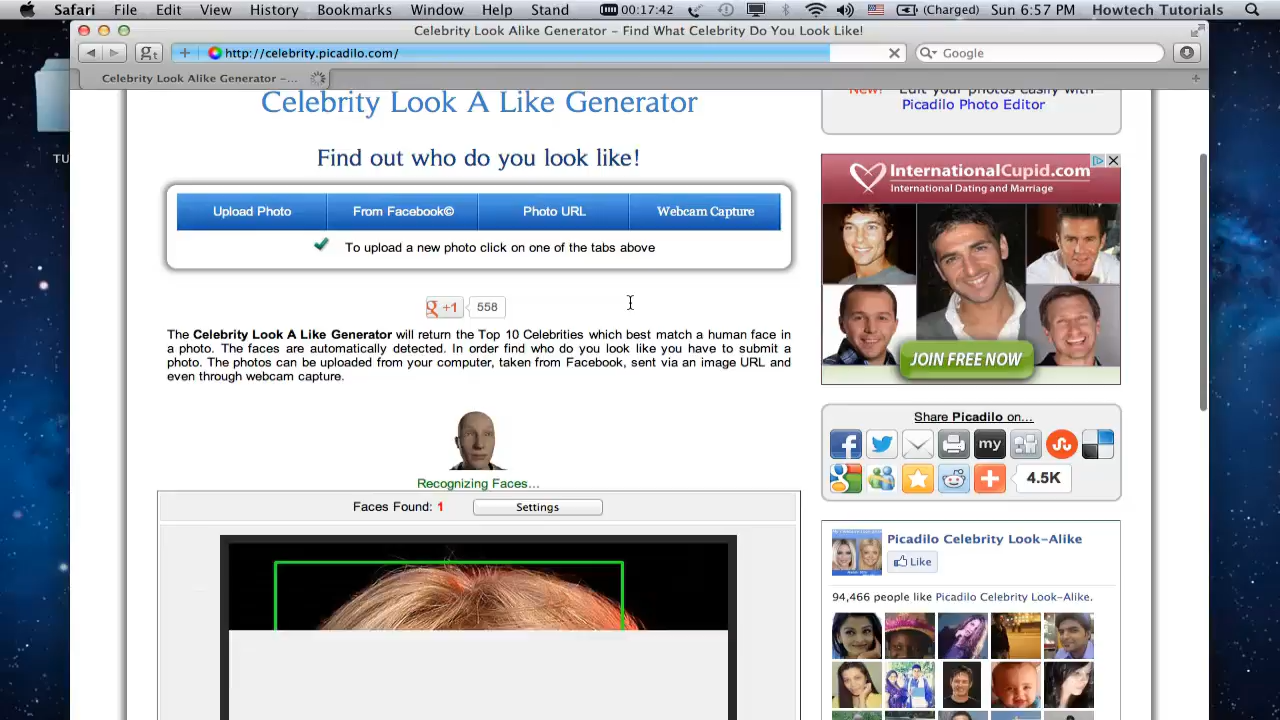 Safari File Edit View History Bookmarks Window Help Stand 00:17:42 (Charged) Sun 6:57 PM Howtech Tutorials
Celebrity Look Alike Generator – Find What Celebrity Do You Look Like!
http://celebrity.picadilo.com/
Google
Celebrity Look Alike Generator –...
TU
Celebrity Look A Like Generator
Find out who do you look like!
Upload Photo From Facebook© Photo URL Webcam Capture
To upload a new photo click on one of the tabs above
+1 558
The Celebrity Look A Like Generator will return the Top 10 Celebrities which best match a human face in
a photo. The faces are automatically detected. In order find who do you look like you have to submit a
photo. The photos can be uploaded from your computer, taken from Facebook, sent via an image URL and
even through webcam capture.
Recognizing Faces...
Faces Found: 1 Settings
New! Edit your photos easily with
Picadilo Photo Editor
InternationalCupid.com
International Dating and Marriage
JOIN FREE NOW
Share Picadilo on...
my
4.5K
Picadilo Celebrity Look-Alike
Like
94,466 people like Picadilo Celebrity Look-Alike.